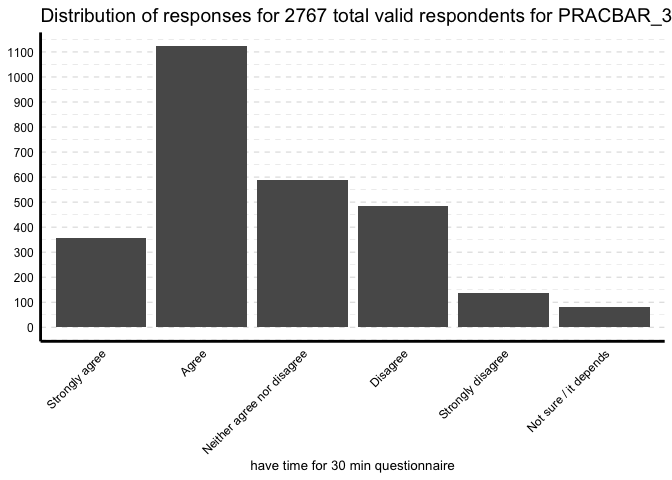 Distribution of responses for 2767 total valid respondents for PRACBAR_3
1100
1000
900
800
700
600
500
400
300
200
100
0
Strongly agree
Agree
Neither agree nor disagree
Disagree
Strongly disagree
Not sure / it depends
have time for 30 min questionnaire